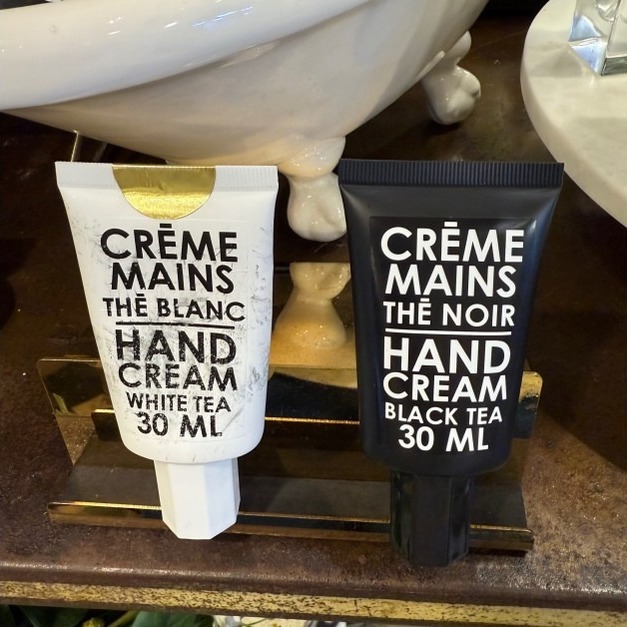 CRĒME
MAINS
THĒ BLANC
HAND
CREAM
WHITE TEA
30 ML
CRĒME
MAINS
THĒ NOIR
HAND
CREAM
BLACK TEA
30 ML